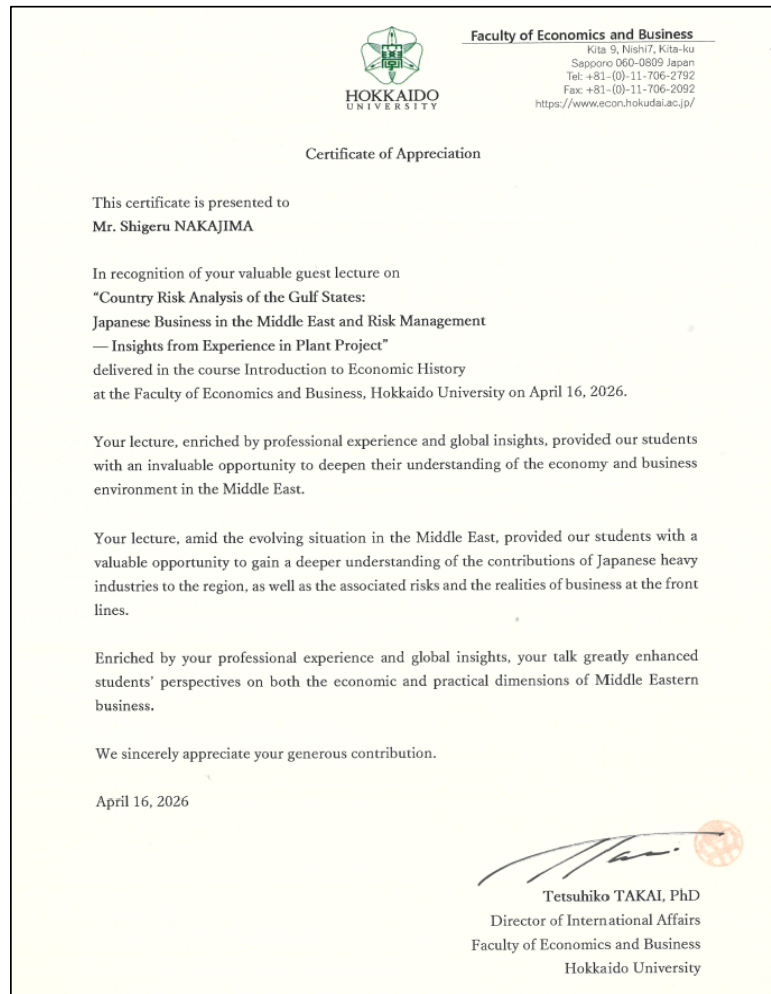 HOKKAIDO
UNIVERSITY
Faculty of Economics and Business
Kita 9, Nishi7, Kita-ku
Sapporo 060-0809 Japan
Tel: +81-(0)-11-706-2792
Fax: +81-(0)-11-706-2092
https://www.econ.hokudai.ac.jp/
Certificate of Appreciation
This certificate is presented to
Mr. Shigeru NAKAJIMA
In recognition of your valuable guest lecture on
“Country Risk Analysis of the Gulf States:
Japanese Business in the Middle East and Risk Management
— Insights from Experience in Plant Project”
delivered in the course Introduction to Economic History
at the Faculty of Economics and Business, Hokkaido University on April 16, 2026.
Your lecture, enriched by professional experience and global insights, provided our students
with an invaluable opportunity to deepen their understanding of the economy and business
environment in the Middle East.
Your lecture, amid the evolving situation in the Middle East, provided our students with a
valuable opportunity to gain a deeper understanding of the contributions of Japanese heavy
industries to the region, as well as the associated risks and the realities of business at the front
lines.
Enriched by your professional experience and global insights, your talk greatly enhanced
students’ perspectives on both the economic and practical dimensions of Middle Eastern
business.
We sincerely appreciate your generous contribution.
April 16, 2026
Tetsuhiko TAKAI, PhD
Director of International Affairs
Faculty of Economics and Business
Hokkaido University